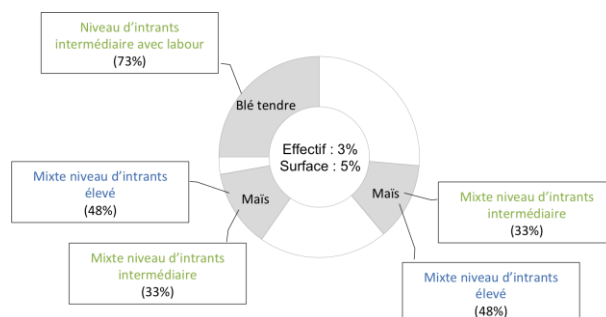 Niveau d'intrants
intermédiaire avec labour
(73%)
Blé tendre
Effectif : 3%
Surface : 5%
Mixte niveau d'intrants
élevé
(48%)
Maïs
Mixte niveau d'intrants
intermédiaire
(33%)
Maïs
Mixte niveau d'intrants
intermédiaire
(33%)
Mixte niveau d'intrants
élevé
(48%)